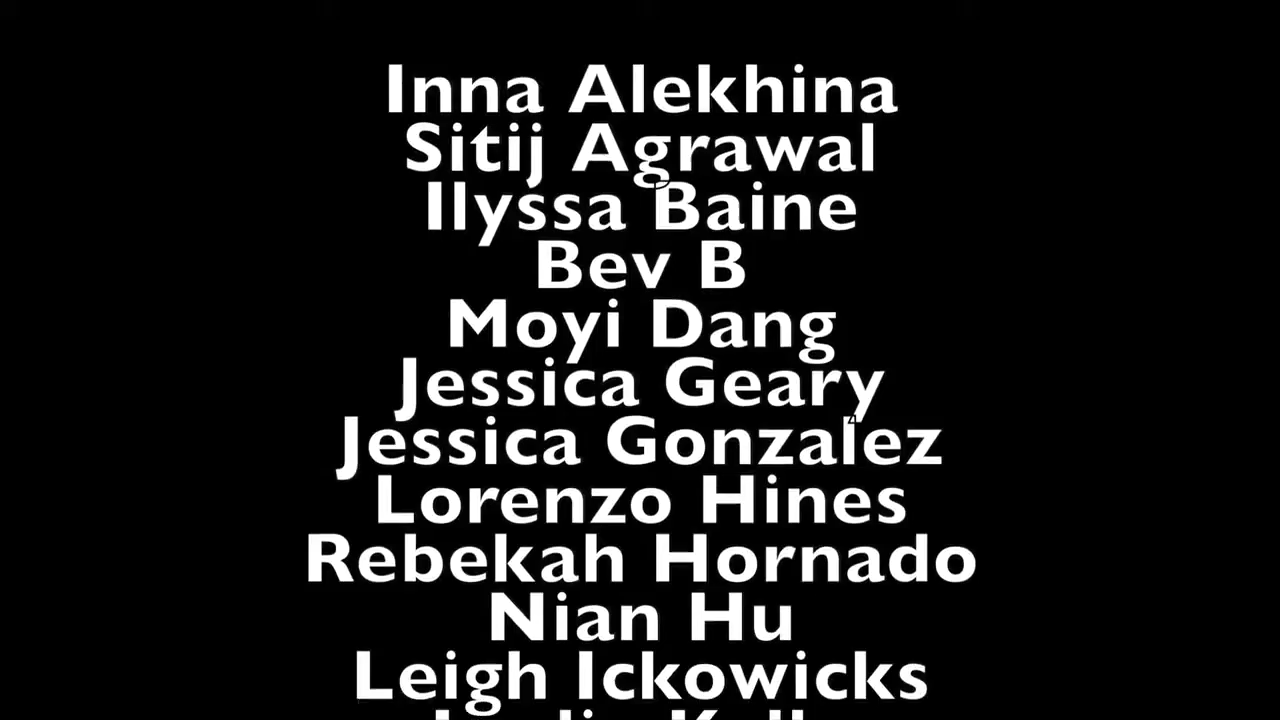 Inna Alekhina
Sitij Agrawal
Ilyssa Baine
Bev B
Moyi Dang
Jessica Geary
Jessica Gonzalez
Lorenzo Hines
Rebekah Hornado
Nian Hu
Leigh Ickowicks